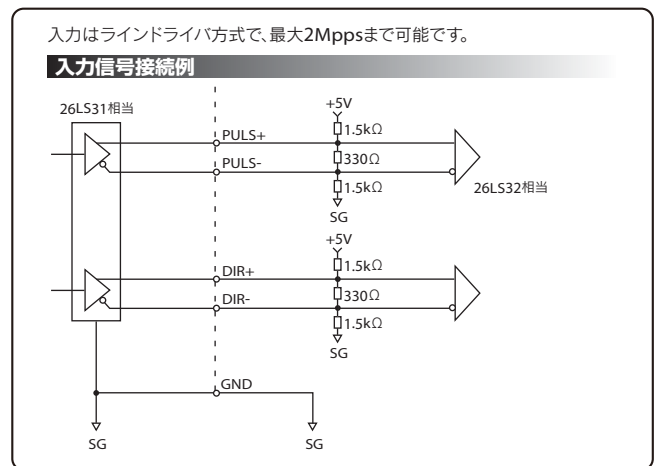 入力はラインドライバ方式で、最大2Mppsまで可能です。
入力信号接続例
26LS31相当
+5V
1.5kΩ
PULS+
330Ω
PULS-
1.5kΩ
26LS32相当
SG
+5V
1.5kΩ
DIR+
330Ω
DIR-
1.5kΩ
SG
GND
SG
SG